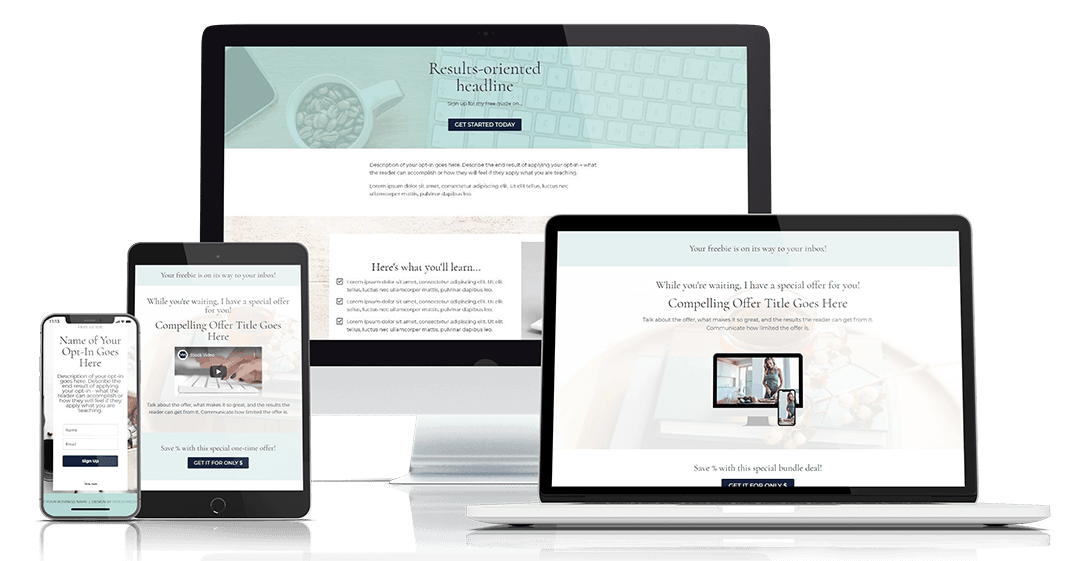 Results-oriented
headline
Sign up for my free guide on...
GET STARTED TODAY
Description of your opt-in goes here. Describe the end result of applying your opt-in - what
the reader can accomplish or how they will feel if they apply what you are teaching.
Lorem ipsum dolor sit amet, consectetur adipiscing elit. Ut elit tellus, luctus nec
ullamcorper mattis, pulvinar dapibus leo.
Here's what you'll learn...
Lorem ipsum dolor sit amet, consectetur adipiscing elit. Ut elit
tellus, luctus nec ullamcorper mattis, pulvinar dapibus leo.
Lorem ipsum dolor sit amet, consectetur adipiscing elit. Ut elit
tellus, luctus nec ullamcorper mattis, pulvinar dapibus leo.
Lorem ipsum dolor sit amet, consectetur adipiscing elit. Ut elit
tellus, luctus nec ullamcorper mattis, pulvinar dapibus leo.
Your freebie is on its way to your inbox!
While you're waiting, I have a special offer
for you!
Compelling Offer Title Goes
Here
Stock Video
Talk about the offer, what makes it so great, and the results the
reader can get from it. Communicate how limited the offer is.
Save % with this special one-time offer!
GET IT FOR ONLY $
11:13
FREE GUIDE
Name of Your
Opt-In Goes
Here
Description of your opt-in
goes here. Describe the
end result of applying
your opt-in - what the
reader can accomplish or
how they will feel if they
apply what you are
teaching.
Name
Email
Sign Up
YOUR BUSINESS NAME | DESIGN BY
Your freebie is on its way to your inbox!
While you're waiting, I have a special offer for you!
Compelling Offer Title Goes Here
Talk about the offer, what makes it so great, and the results the reader can get from it.
Communicate how limited the offer is.
Save % with this special bundle deal!
GET IT FOR ONLY $